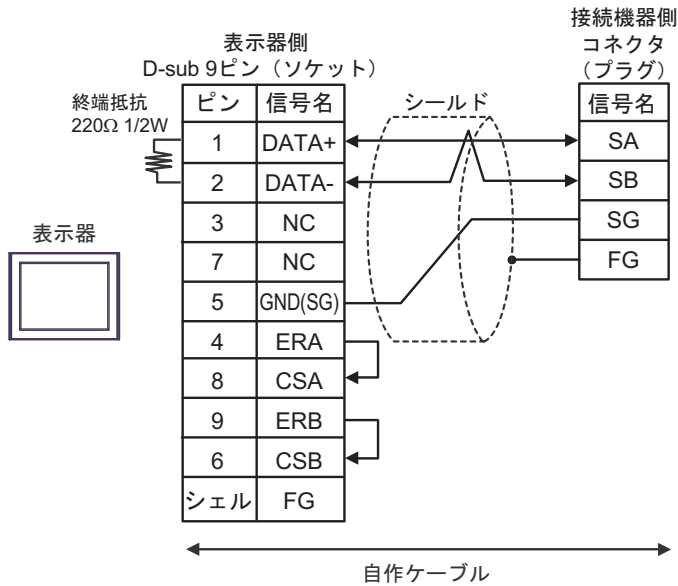 接続機器側
コネクタ
(プラグ)
表示器側
D-sub 9ピン(ソケット)
終端抵抗
220Ω 1/2W
シールド
ピン 信号名
信号名
1 DATA+
SA
2 DATA-
SB
3 NC
SG
7 NC
FG
5 GND(SG)
4 ERA
8 CSA
9 ERB
6 CSB
シェル FG
表示器
自作ケーブル